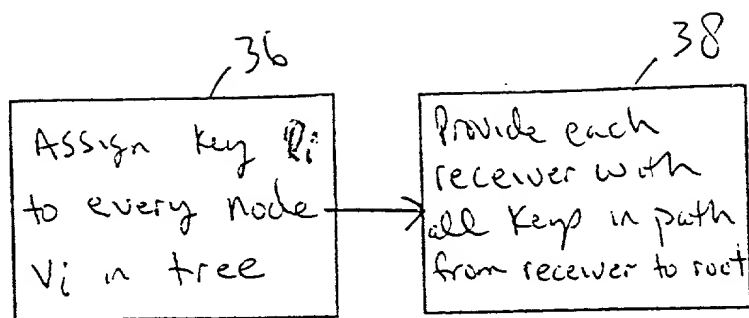 36
Assign key
to every node
Vi in tree
38
Provide each
receiver with
all keys in path
from receiver to root